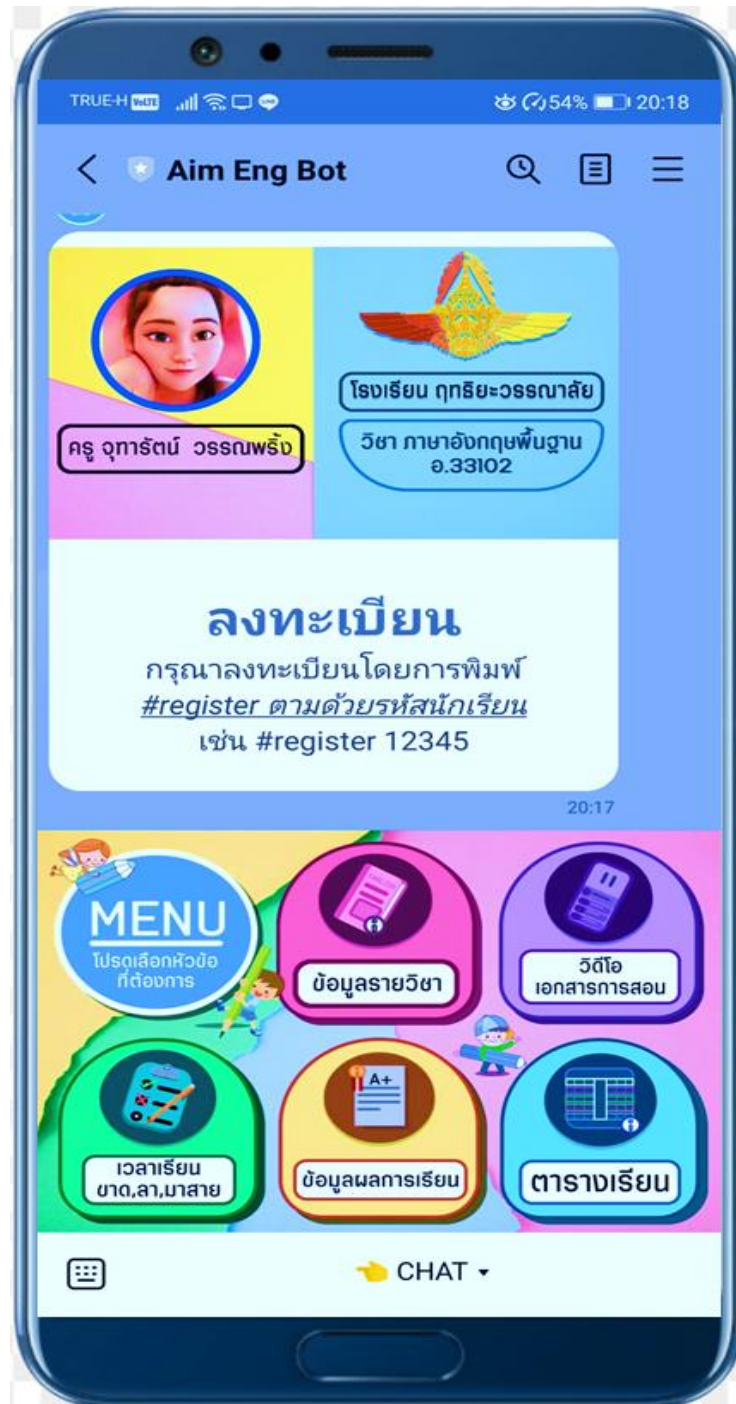 TRUE-H VoLTE 54% 20:18
Aim Eng Bot
โรงเรียน ฤทธิยะวรรณาลัย
ครู จุฑารัตน์ วรรณพริ้ง
วิชา ภาษาอังกฤษพื้นฐาน
อ.33102
ลงทะเบียน
กรุณาลงทะเบียนโดยการพิมพ์
#register ตามด้วยรหัสนักเรียน
เช่น #register 12345
20:17
MENU
โปรดเลือกหัวข้อ
ที่ต้องการ
ข้อมูลรายวิชา
วิดีโอ
เอกสารการสอน
A+
เวลาเรียน
ขาด,ลา,มาสาย
ข้อมูลผลการเรียน
ตารางเรียน
CHAT